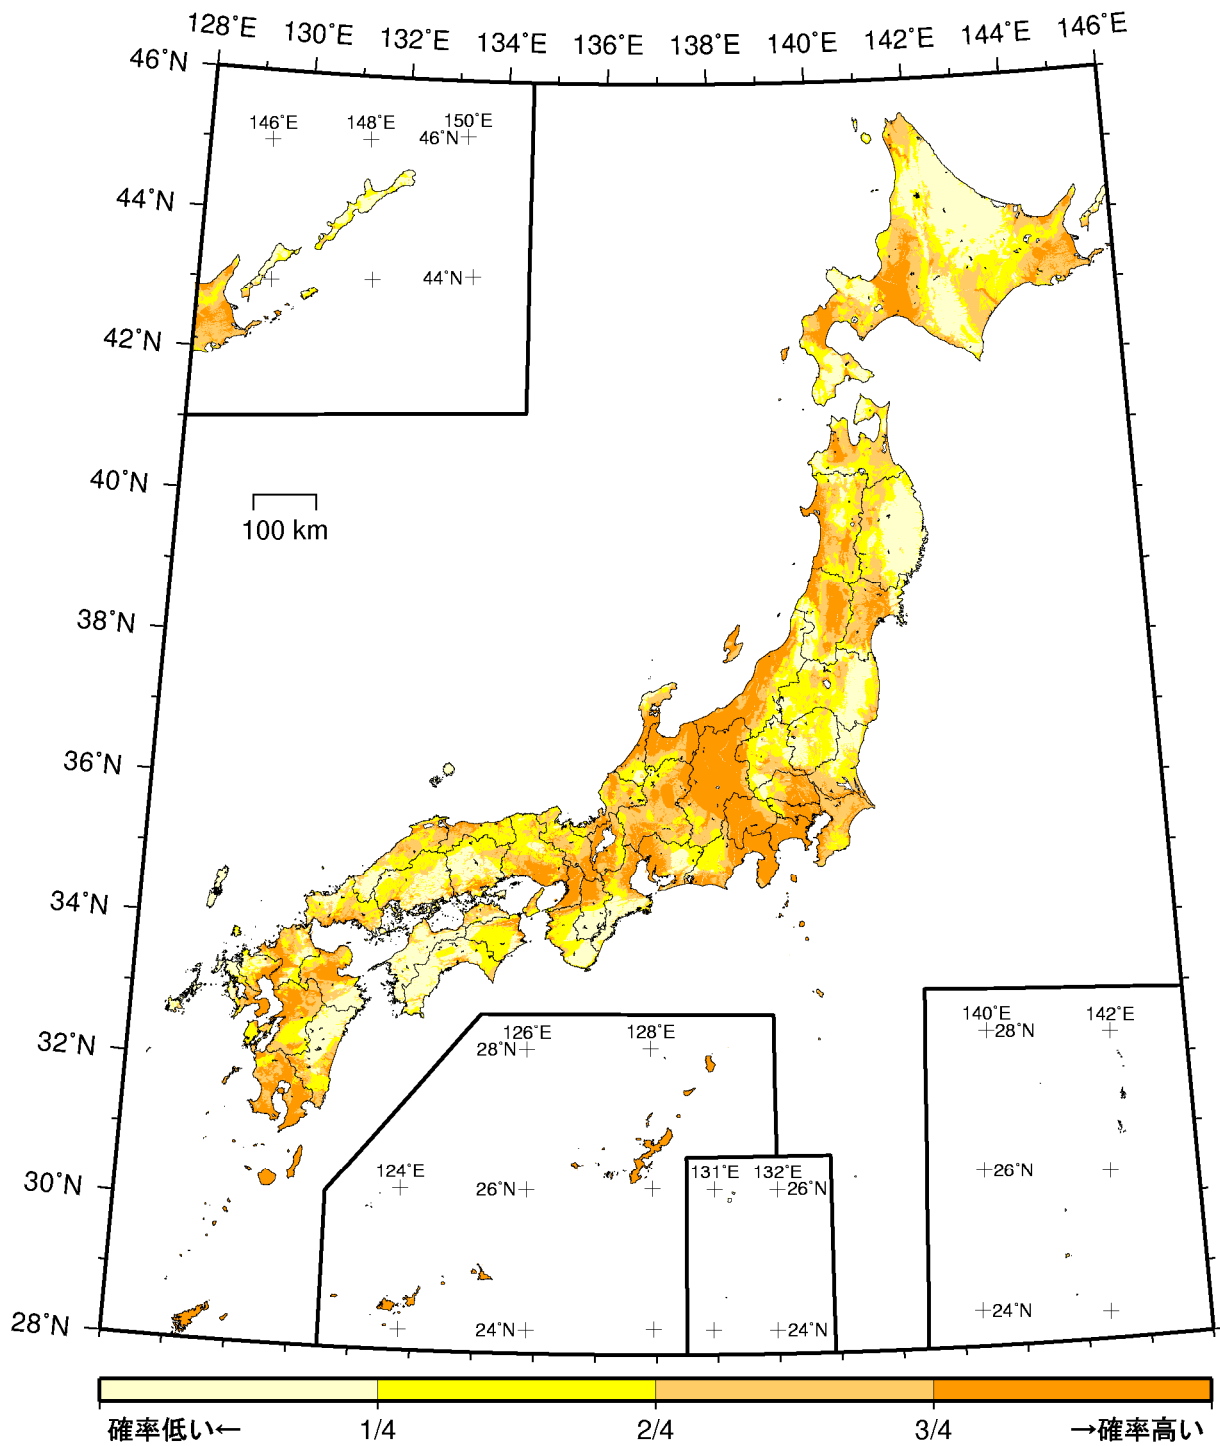 128°E 130°E 132°E 134°E 136°E 138°E 140°E 142°E 144°E 146°E
46°N
146°E 148°E 150°E
46°N
44°N
44°N
42°N
40°N
100 km
38°N
36°N
34°N
32°N
126°E 128°E
28°N
140°E 142°E
28°N
30°N
124°E
26°N
131°E 132°E
26°N
26°N
28°N
24°N
24°N
24°N
確率低い← 1/4 2/4 3/4 →確率高い